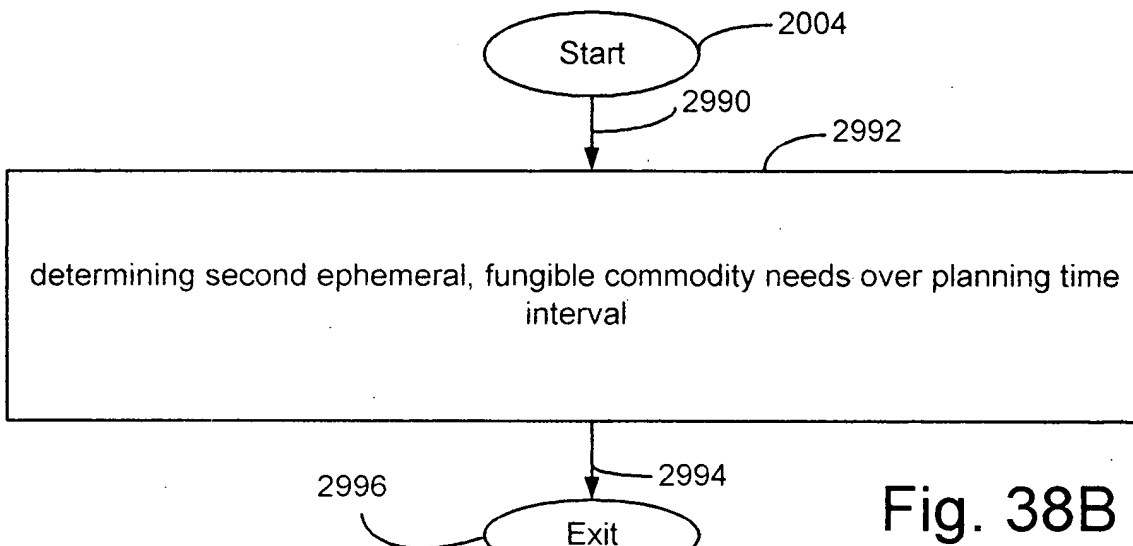 Start
2004
2990
2992
determining second ephemeral, fungible commodity needs over planning time
interval
2994
2996
Exit
Fig. 38B